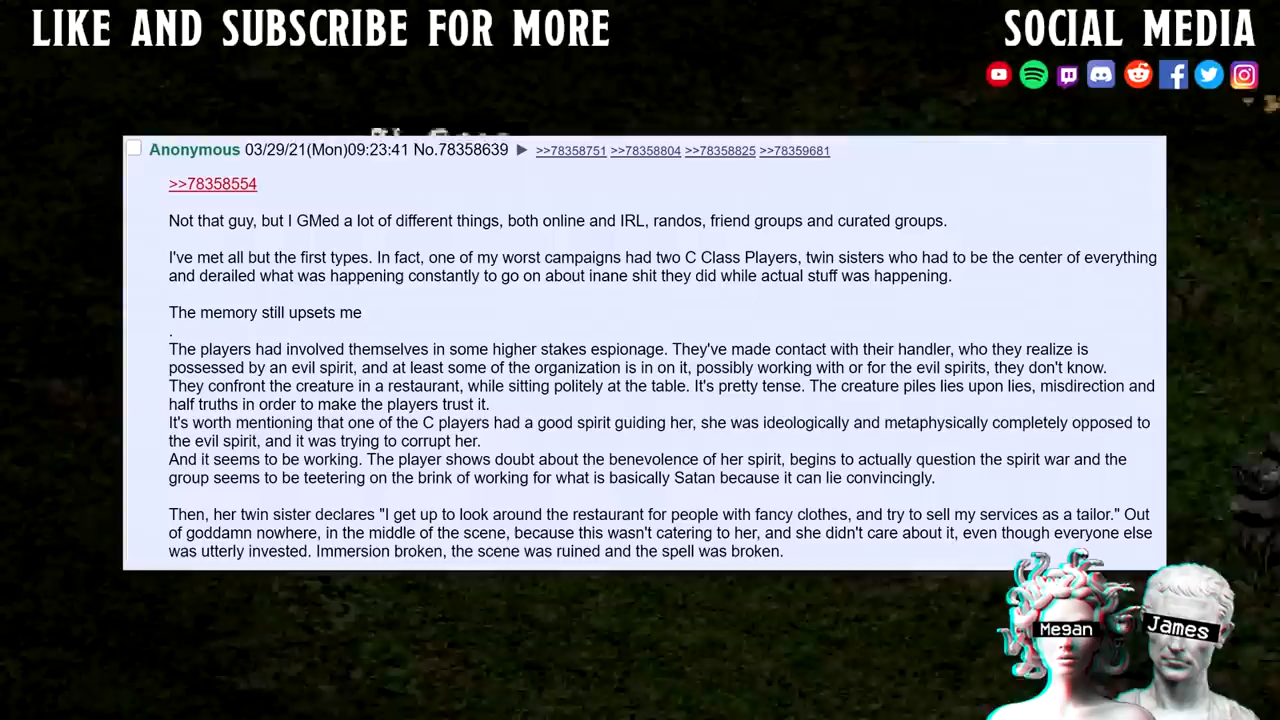 LIKE AND SUBSCRIBE FOR MORE
SOCIAL MEDIA
Anonymous 03/29/21(Mon)09:23:41 No.78358639 ▶ >>78358751 >>78358804 >>78358825 >>78359681
>>78358554
Not that guy, but I GMed a lot of different things, both online and IRL, randos, friend groups and curated groups.
I've met all but the first types. In fact, one of my worst campaigns had two C Class Players, twin sisters who had to be the center of everything
and derailed what was happening constantly to go on about inane shit they did while actual stuff was happening.
The memory still upsets me
.
The players had involved themselves in some higher stakes espionage. They've made contact with their handler, who they realize is
possessed by an evil spirit, and at least some of the organization is in on it, possibly working with or for the evil spirits, they don't know.
They confront the creature in a restaurant, while sitting politely at the table. It's pretty tense. The creature piles lies upon lies, misdirection and
half truths in order to make the players trust it.
It's worth mentioning that one of the C players had a good spirit guiding her, she was ideologically and metaphysically completely opposed to
the evil spirit, and it was trying to corrupt her.
And it seems to be working. The player shows doubt about the benevolence of her spirit, begins to actually question the spirit war and the
group seems to be teetering on the brink of working for what is basically Satan because it can lie convincingly.
Then, her twin sister declares "I get up to look around the restaurant for people with fancy clothes, and try to sell my services as a tailor." Out
of goddamn nowhere, in the middle of the scene, because this wasn't catering to her, and she didn't care about it, even though everyone else
was utterly invested. Immersion broken, the scene was ruined and the spell was broken.
Megan
James